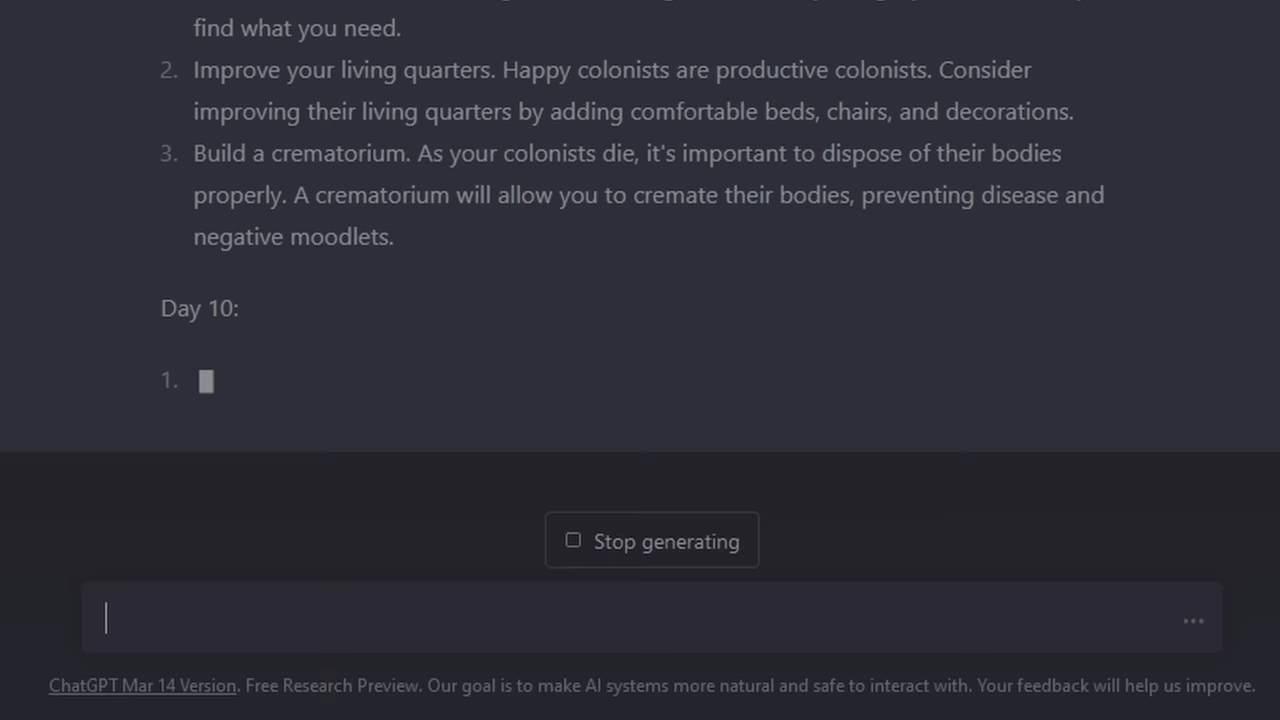 find what you need.
2. Improve your living quarters. Happy colonists are productive colonists. Consider
improving their living quarters by adding comfortable beds, chairs, and decorations.
3. Build a crematorium. As your colonists die, it's important to dispose of their bodies
properly. A crematorium will allow you to cremate their bodies, preventing disease and
negative moodlets.
Day 10:
1.
Stop generating
ChatGPT Mar 14 Version. Free Research Preview. Our goal is to make AI systems more natural and safe to interact with. Your feedback will help us improve.